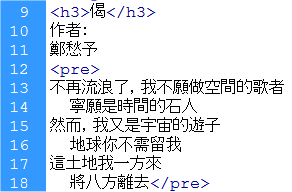 9 <h3>偈</h3>
10 作者:
11 鄭愁予
12 <pre>
13 不再流浪了，我不願做空間的歌者
14 寧願是時間的石人
15 然而，我又是宇宙的遊子
16 地球你不需留我
17 這土地我一方來
18 將八方離去</pre>